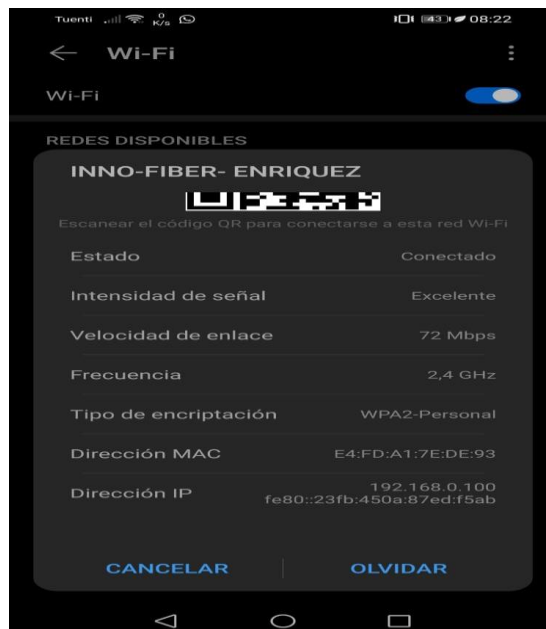 Tuenti 0 K/s 43 08:22
Wi-Fi
Wi-Fi
REDES DISPONIBLES
INNO-FIBER- ENRIQUEZ
Escanear el código QR para conectarse a esta red Wi-Fi
Estado Conectado
Intensidad de señal Excelente
Velocidad de enlace 72 Mbps
Frecuencia 2,4 GHz
Tipo de encriptación WPA2-Personal
Dirección MAC E4:FD:A1:7E:DE:93
Dirección IP 192.168.0.100
fe80::23fb:450a:87ed:f5ab
CANCELAR OLVIDAR